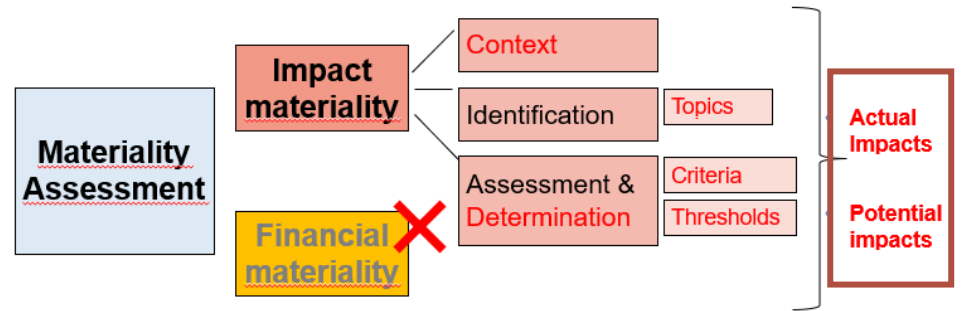 Materiality
Assessment
Impact
materiality
Financial
materiality
Context
Identification
Topics
Assessment &
Determination
Criteria
Thresholds
Actual
Impacts
Potential
impacts